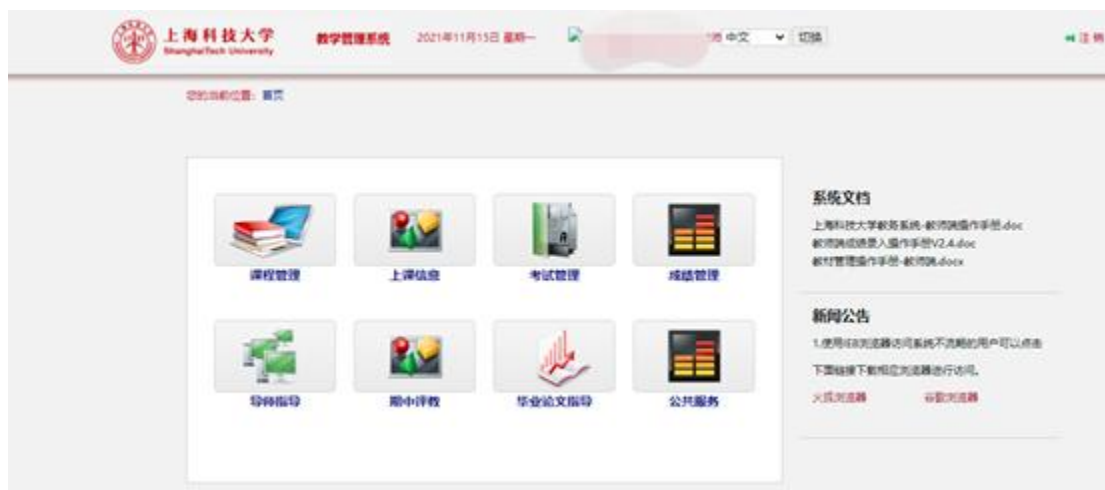 上海科技大学
ShanghaiTech University
教学管理系统
2021年11月15日 星期一
中文
切换
注销
您的当前位置：首页
课程管理
上课信息
考试管理
成绩管理
导师指导
期中评教
毕业论文指导
公共服务
系统文档
上海科技大学教务系统-教师端操作手册.doc
教师端成绩录入操作手册V2.4.doc
教材管理操作手册-教师端.docx
新闻公告
1.使用IE8浏览器访问系统不流畅的用户可以点击
下面链接下载相应浏览器进行访问。
火狐浏览器
谷歌浏览器